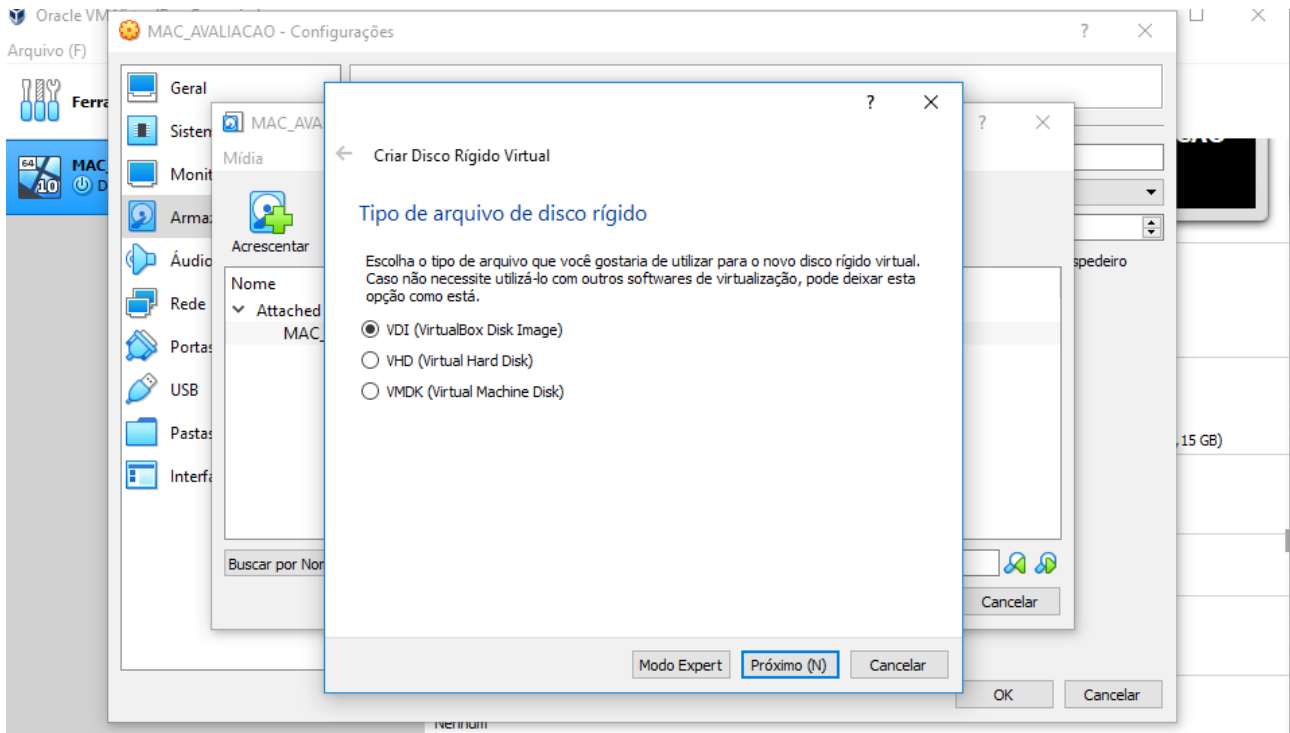 Oracle VM
Arquivo (F)
Ferra
64
10
MAC_
D
MAC_AVALIACAO - Configurações
?
Geral
Sistem
Monit
Armaz
Áudio
Rede
Portas
USB
Pastas
Interfa
MAC_AVA
?
Mídia
Acrescentar
Nome
Attached
MAC_
Buscar por Nor
Cancelar
?
Criar Disco Rígido Virtual
Tipo de arquivo de disco rígido
Escolha o tipo de arquivo que você gostaria de utilizar para o novo disco rígido virtual.
Caso não necessite utilizá-lo com outros softwares de virtualização, pode deixar esta
opção como está.
VDI (VirtualBox Disk Image)
VHD (Virtual Hard Disk)
VMDK (Virtual Machine Disk)
Modo Expert
Próximo (N)
Cancelar
spedeiro
,15 GB)
OK
Cancelar
Nenhum